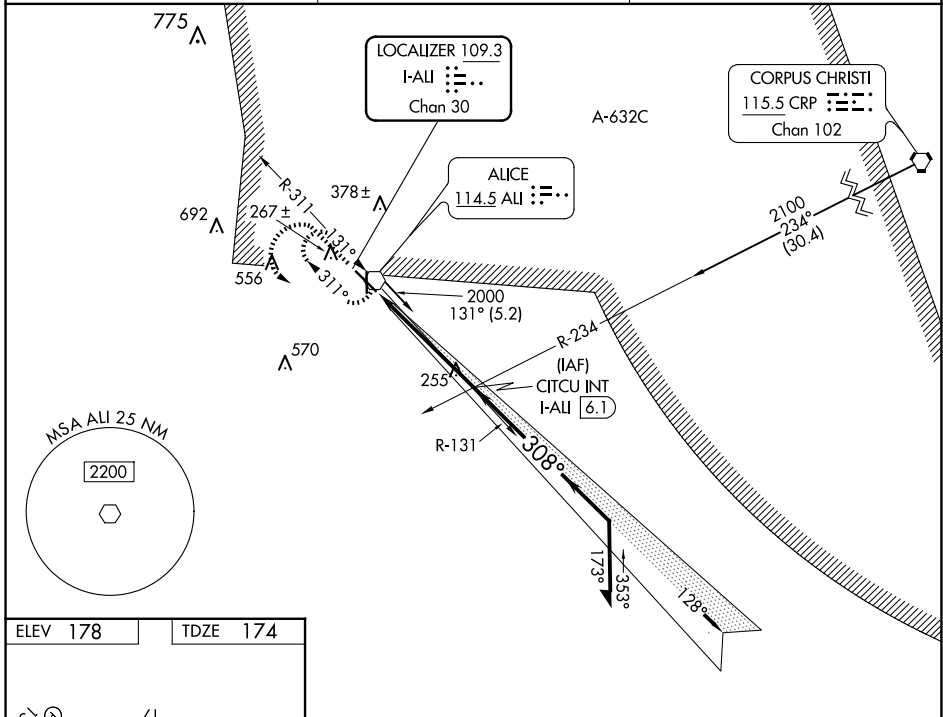 775
LOCALIZER 109.3
I-ALI
Chan 30
A-632C
CORPUS CHRISTI
115.5 CRP
Chan 102
ALICE
114.5 ALI
R-311
378±
692
267±
131°
556
311°
2100
234°
(30.4)
2000
131° (5.2)
R-234
570
(IAF)
255
CITCU INT
I-ALI 6.1
R-131
308°
MSA ALI 25 NM
2200
173°
353°
128°
ELEV 178
TDZE 174